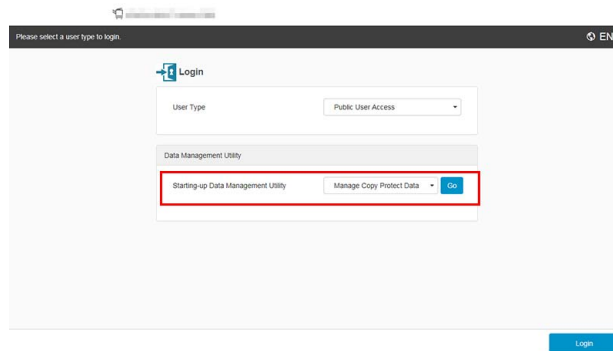 Please select a user type to login.
EN
Login
User Type
Public User Access
Data Management Utility
Starting-up Data Management Utility
Manage Copy Protect Data
Go
Login